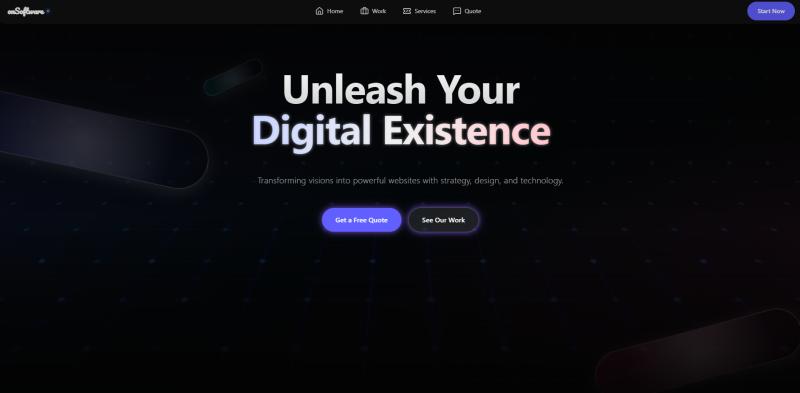 onSoftware
Home
Work
Services
Quote
Start Now
Unleash Your
Digital Existence
Transforming visions into powerful websites with strategy, design, and technology.
Get a Free Quote
See Our Work